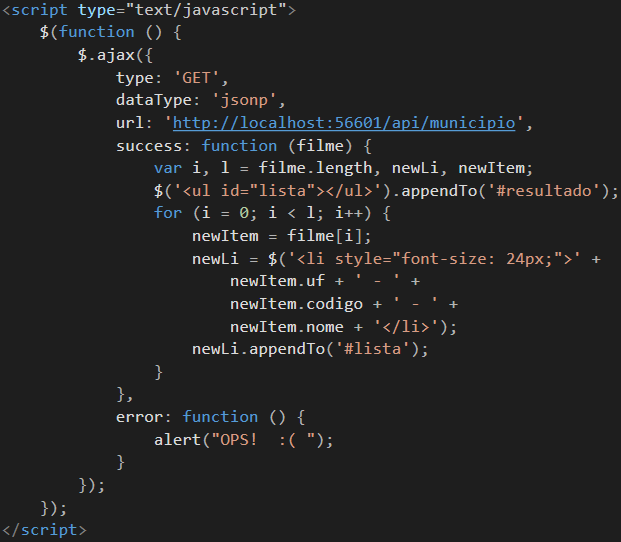 <script type="text/javascript">
    $(function () {
        $.ajax({
            type: 'GET',
            dataType: 'jsonp',
            url: 'http://localhost:56601/api/municipio',
            success: function (filme) {
                var i, l = filme.length, newLi, newItem;
                $('<ul id="lista"></ul>').appendTo('#resultado');
                for (i = 0; i < l; i++) {
                    newItem = filme[i];
                    newLi = $('<li style="font-size: 24px;">' +
                        newItem.uf + ' - ' +
                        newItem.codigo + ' - ' +
                        newItem.nome + '</li>');
                    newLi.appendTo('#lista');
                }
            },
            error: function () {
                alert("OPS!  :( ");
            }
        });
    });
</script>